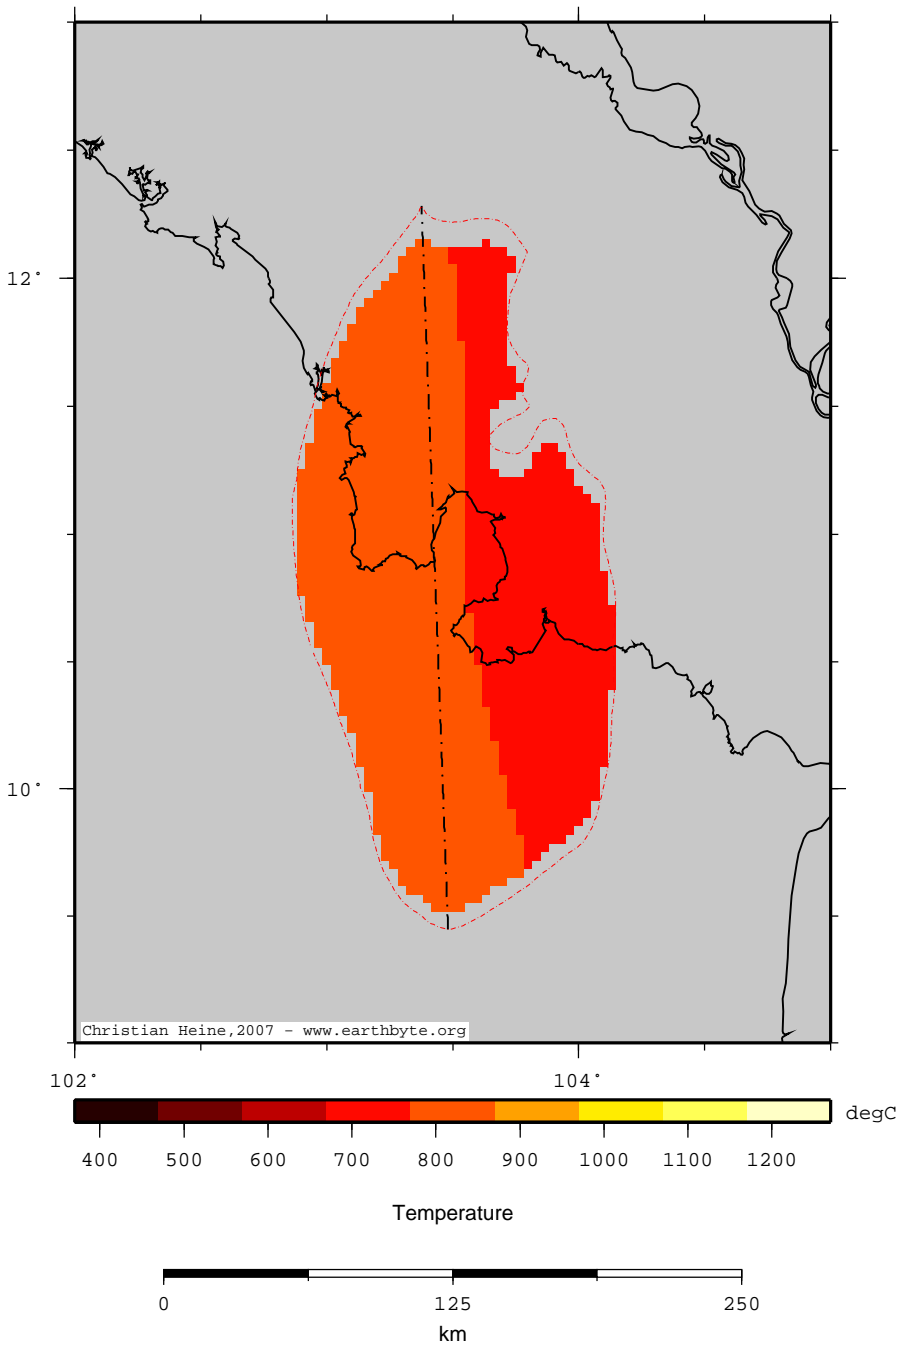 12°
10°
Christian Heine,2007 - www.earthbyte.org
102° 104°
degC
400 500 600 700 800 900 1000 1100 1200
Temperature
0 125 250
km